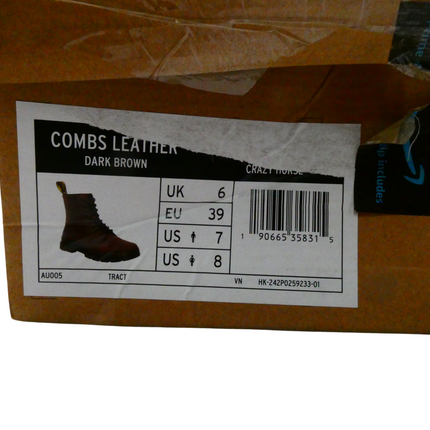 COMBS LEATHER
DARK BROWN
CRAZY HORSE
UK 6
EU 39
US 7
US 8
1 90665 35831 5
AU005 TRACT VN HK-242P0259233-01
includes